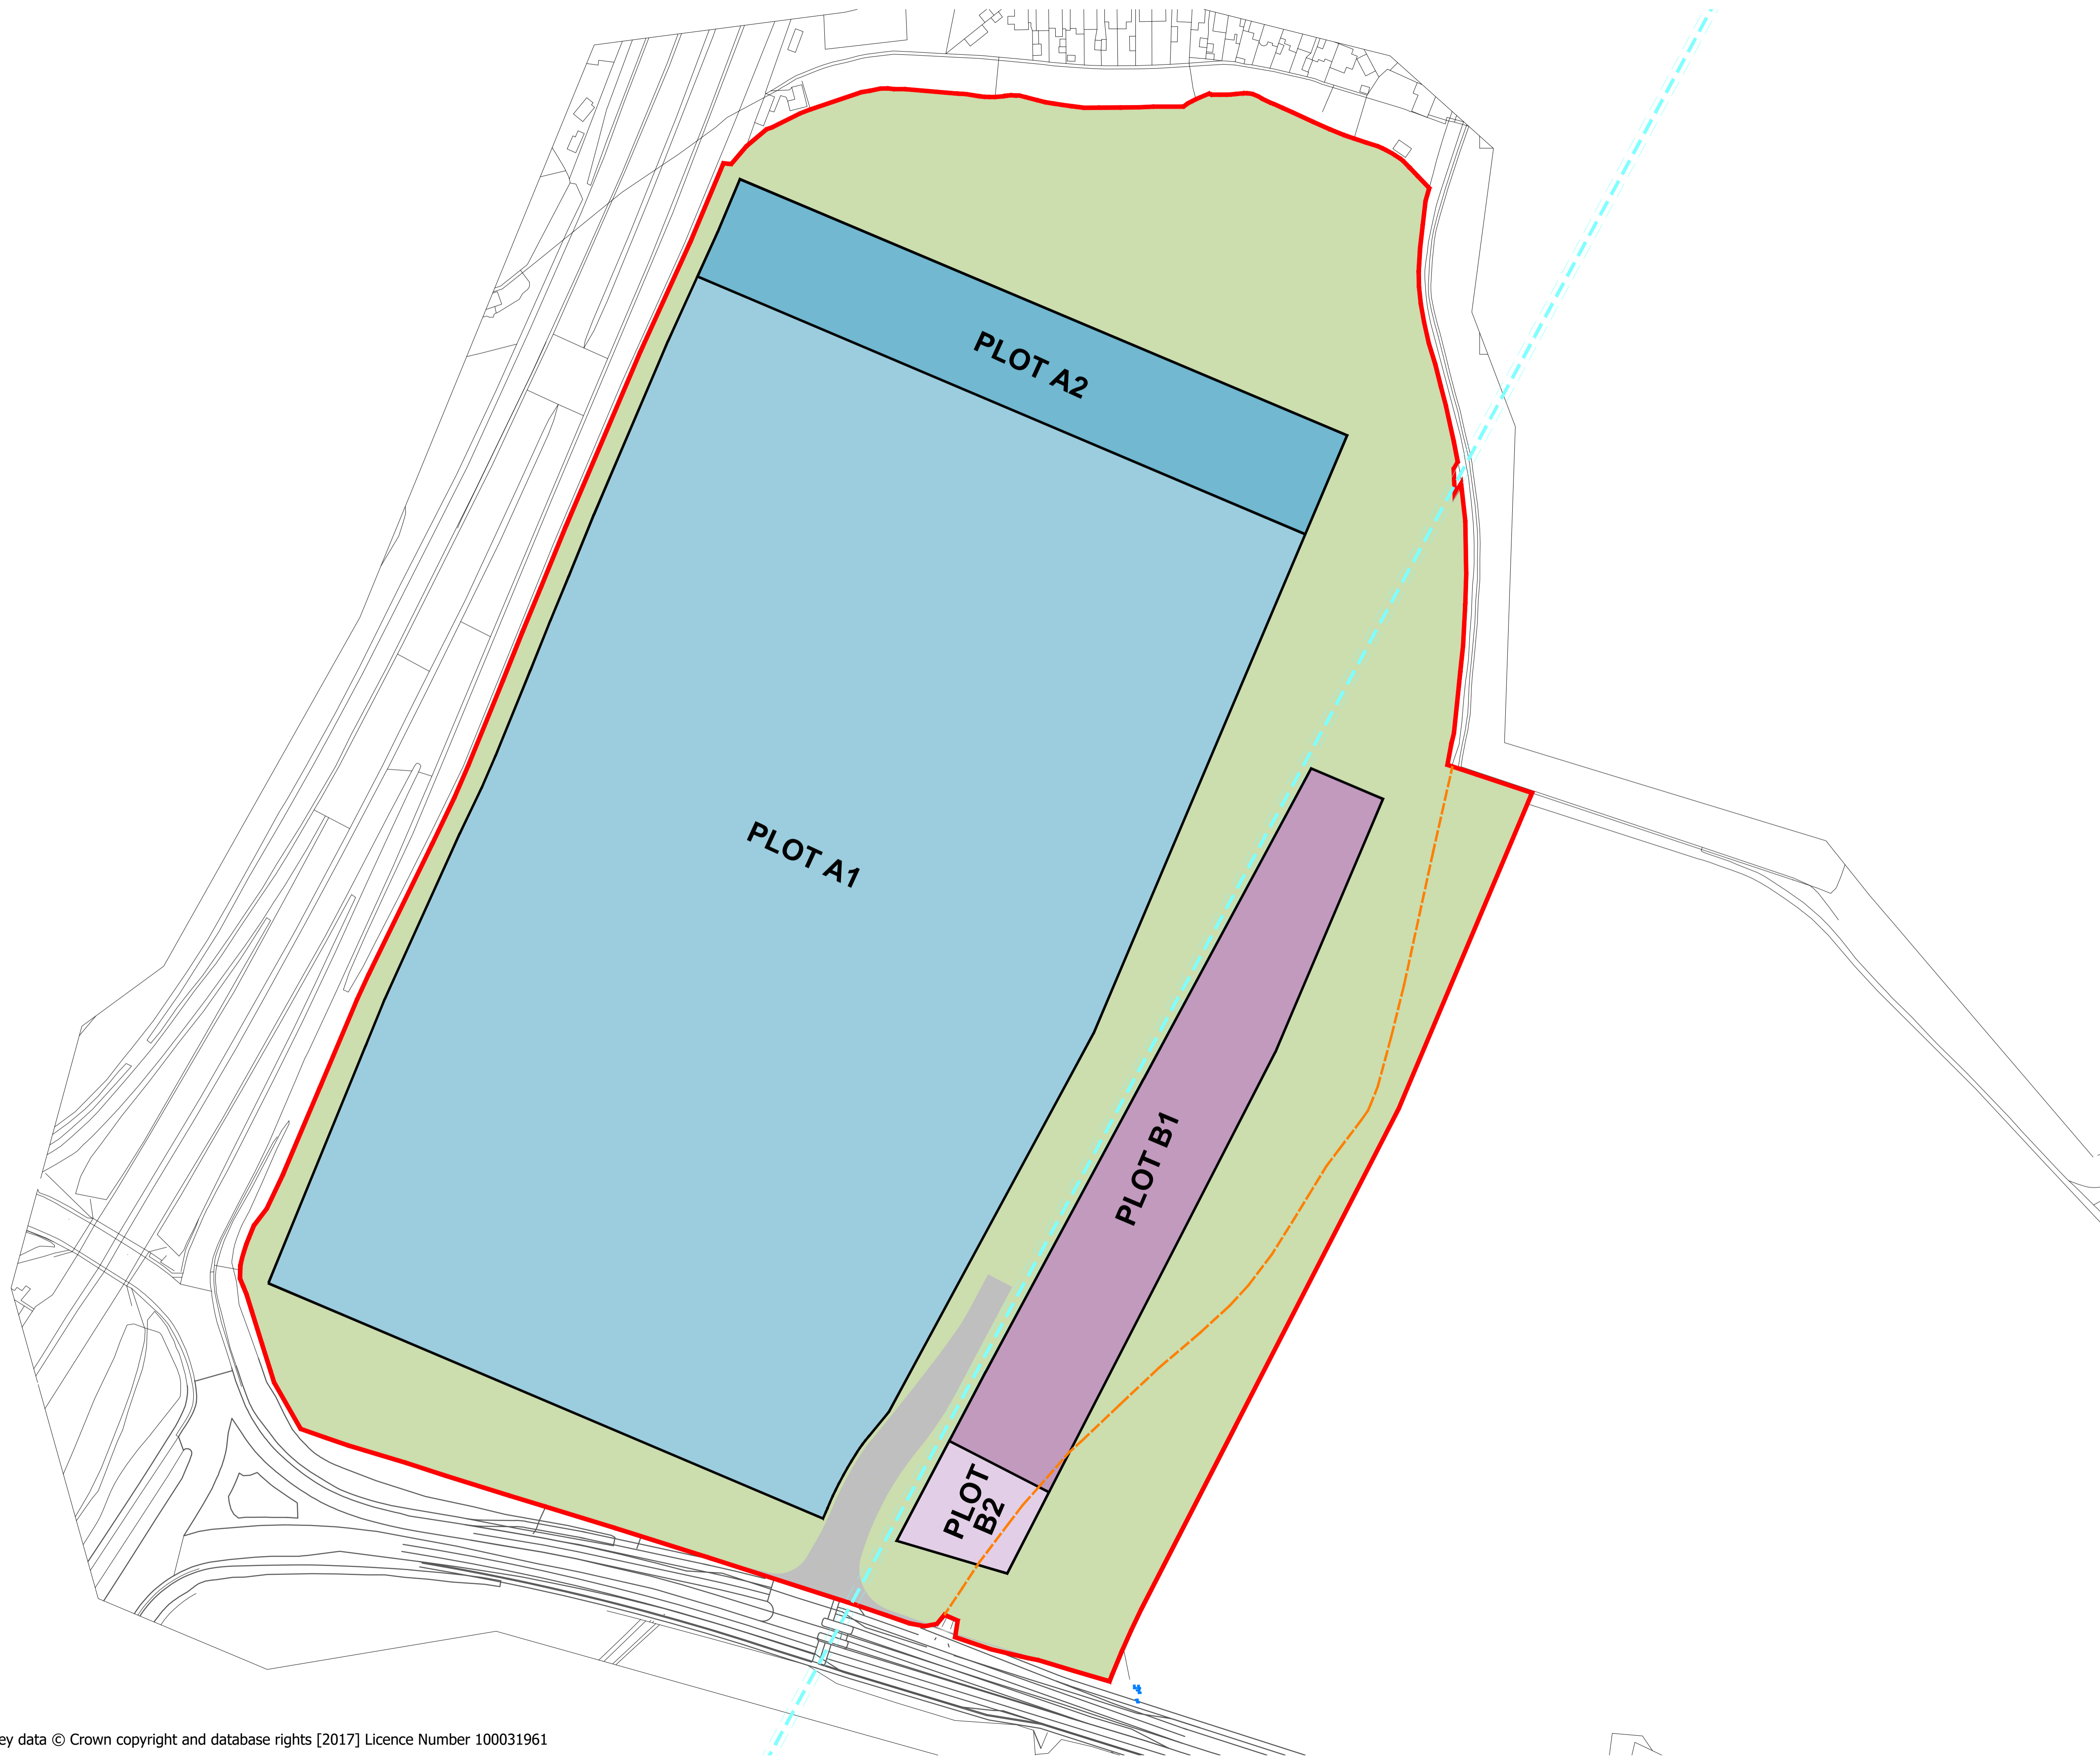 PLOT A2
PLOT A1
PLOT B1
PLOT
B2
ey data © Crown copyright and database rights [2017] Licence Number 100031961